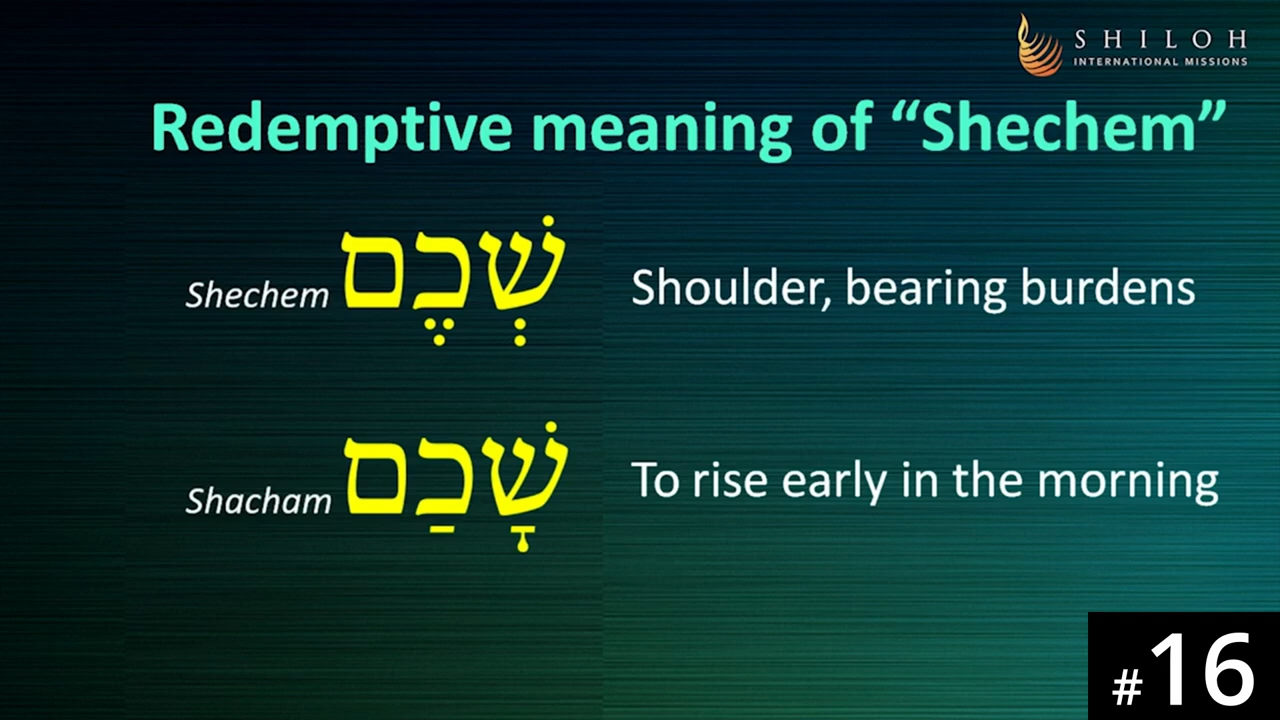 SHILOH
INTERNATIONAL MISSIONS
Redemptive meaning of “Shechem”
Shechem שְׁכֶם Shoulder, bearing burdens
Shacham שָׁכַם To rise early in the morning
#16